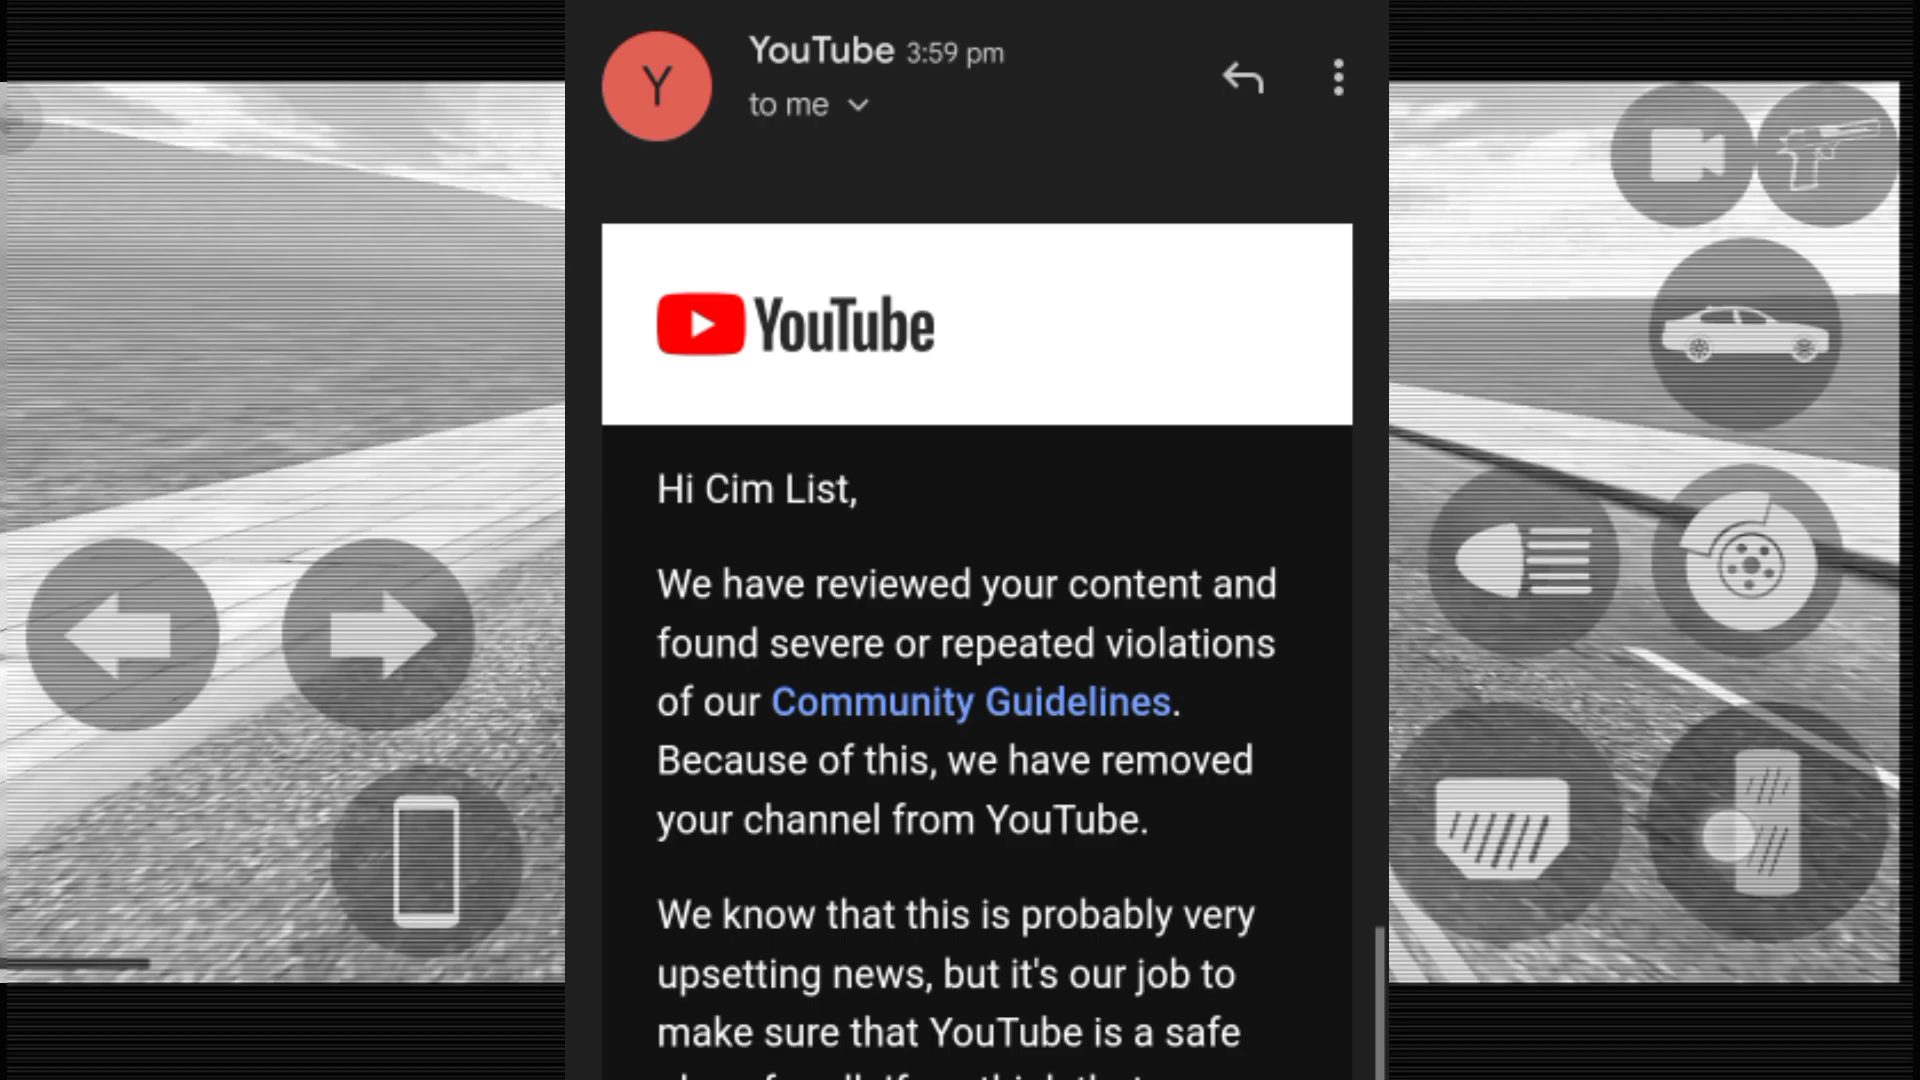 Y
YouTube 3:59 pm
to me
YouTube
Hi Cim List,
We have reviewed your content and
found severe or repeated violations
of our Community Guidelines.
Because of this, we have removed
your channel from YouTube.
We know that this is probably very
upsetting news, but it's our job to
make sure that YouTube is a safe